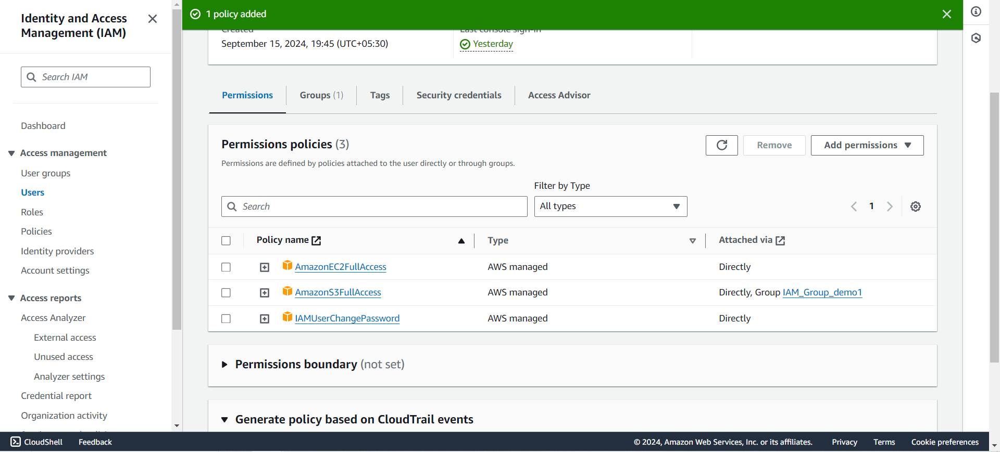 Identity and Access
Management (IAM)
Search IAM
Dashboard
Access management
User groups
Users
Roles
Policies
Identity providers
Account settings
Access reports
Access Analyzer
External access
Unused access
Analyzer settings
Credential report
Organization activity
1 policy added
Created
Last console sign-in
September 15, 2024, 19:45 (UTC+05:30)
Yesterday
Permissions
Groups (1)
Tags
Security credentials
Access Advisor
Permissions policies (3)
Remove
Add permissions
Permissions are defined by policies attached to the user directly or through groups.
Filter by Type
Search
All types
1
Policy name
Type
Attached via
AmazonEC2FullAccess
AWS managed
Directly
AmazonS3FullAccess
AWS managed
Directly, Group IAM_Group_demo1
IAMUserChangePassword
AWS managed
Directly
Permissions boundary (not set)
Generate policy based on CloudTrail events
CloudShell
Feedback
© 2024, Amazon Web Services, Inc. or its affiliates.
Privacy
Terms
Cookie preferences